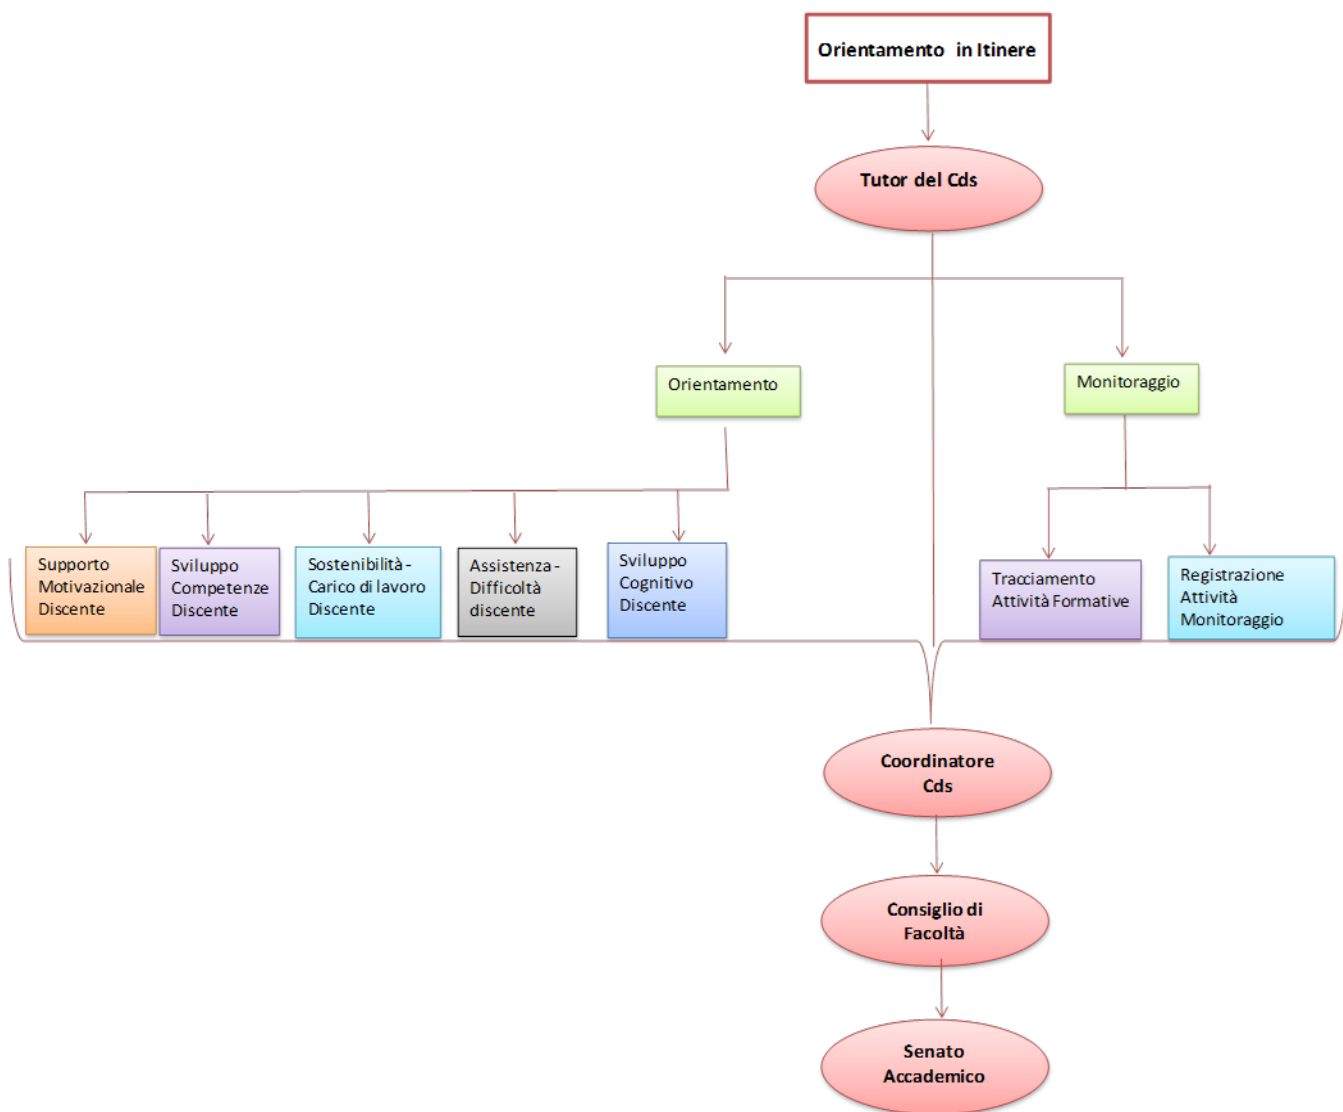 Orientamento in Itinere
Tutor del Cds
Orientamento
Monitoraggio
Supporto
Motivazionale
Discente
Sviluppo
Competenze
Discente
Sostenibilità -
Carico di lavoro
Discente
Assistenza -
Difficoltà
discente
Sviluppo
Cognitivo
Discente
Tracciamento
Attività Formative
Registrazione
Attività
Monitoraggio
Coordinatore
Cds
Consiglio di
Facoltà
Senato
Accademico